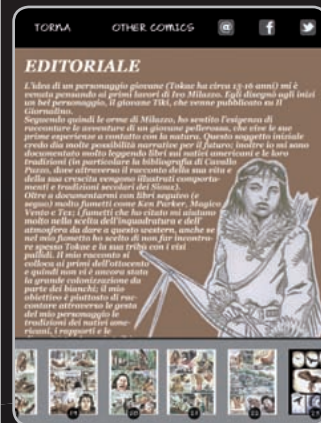 TORNA OTHER COMICS @ f
EDITORIALE
L'idea di un personaggio giovane (Tokae ha circa 15-16 anni) mi è
venuta pensando ai primi lavori di Ivo Milazzo. Egli disegnò agli inizi
un bel personaggio, il giovane Tiki, che venne pubblicato su Il
Giornalino.
Seguendo quindi le orme di Milazzo, ho sentito l'esigenza di
raccontare le avventure di un giovane pellerossa, che vive le sue
prime esperienze a contatto con la natura. Questo soggetto iniziale
credo dia molte possibilità narrative per il futuro; inoltre io mi sono
documentato molto leggendo libri sui nativi americani e le loro
tradizioni (in particolare la bibliografia di Cavallo
Pazzo, dove attraverso il racconto della sua vita e
della sua crescita vengono illustrati comporta-
menti e tradizioni secolari dei Sioux).
Oltre a documentarmi con libri seguivo (e
seguo) molto fumetti come Ken Parker, Magico
Vento e Tex; i fumetti che ho citato mi aiutano
molto nella scelta dell'inquadratura e dell'
atmosfera da dare a questo western, anche se
nel mio fumetto ho scelto di non far incontra-
re spesso Tokae e la sua tribù con i visi
pallidi. Il mio racconto si
colloca ai primi dell'ottocento
e quindi non vi è ancora stata
la grande colonizzazione da
parte dei bianchi; il mio
obiettivo è piuttosto di rac-
contare attraverso le gesta
del mio personaggio le
tradizioni dei nativi ame-
ricani, i rapporti e le
19 20 21 22